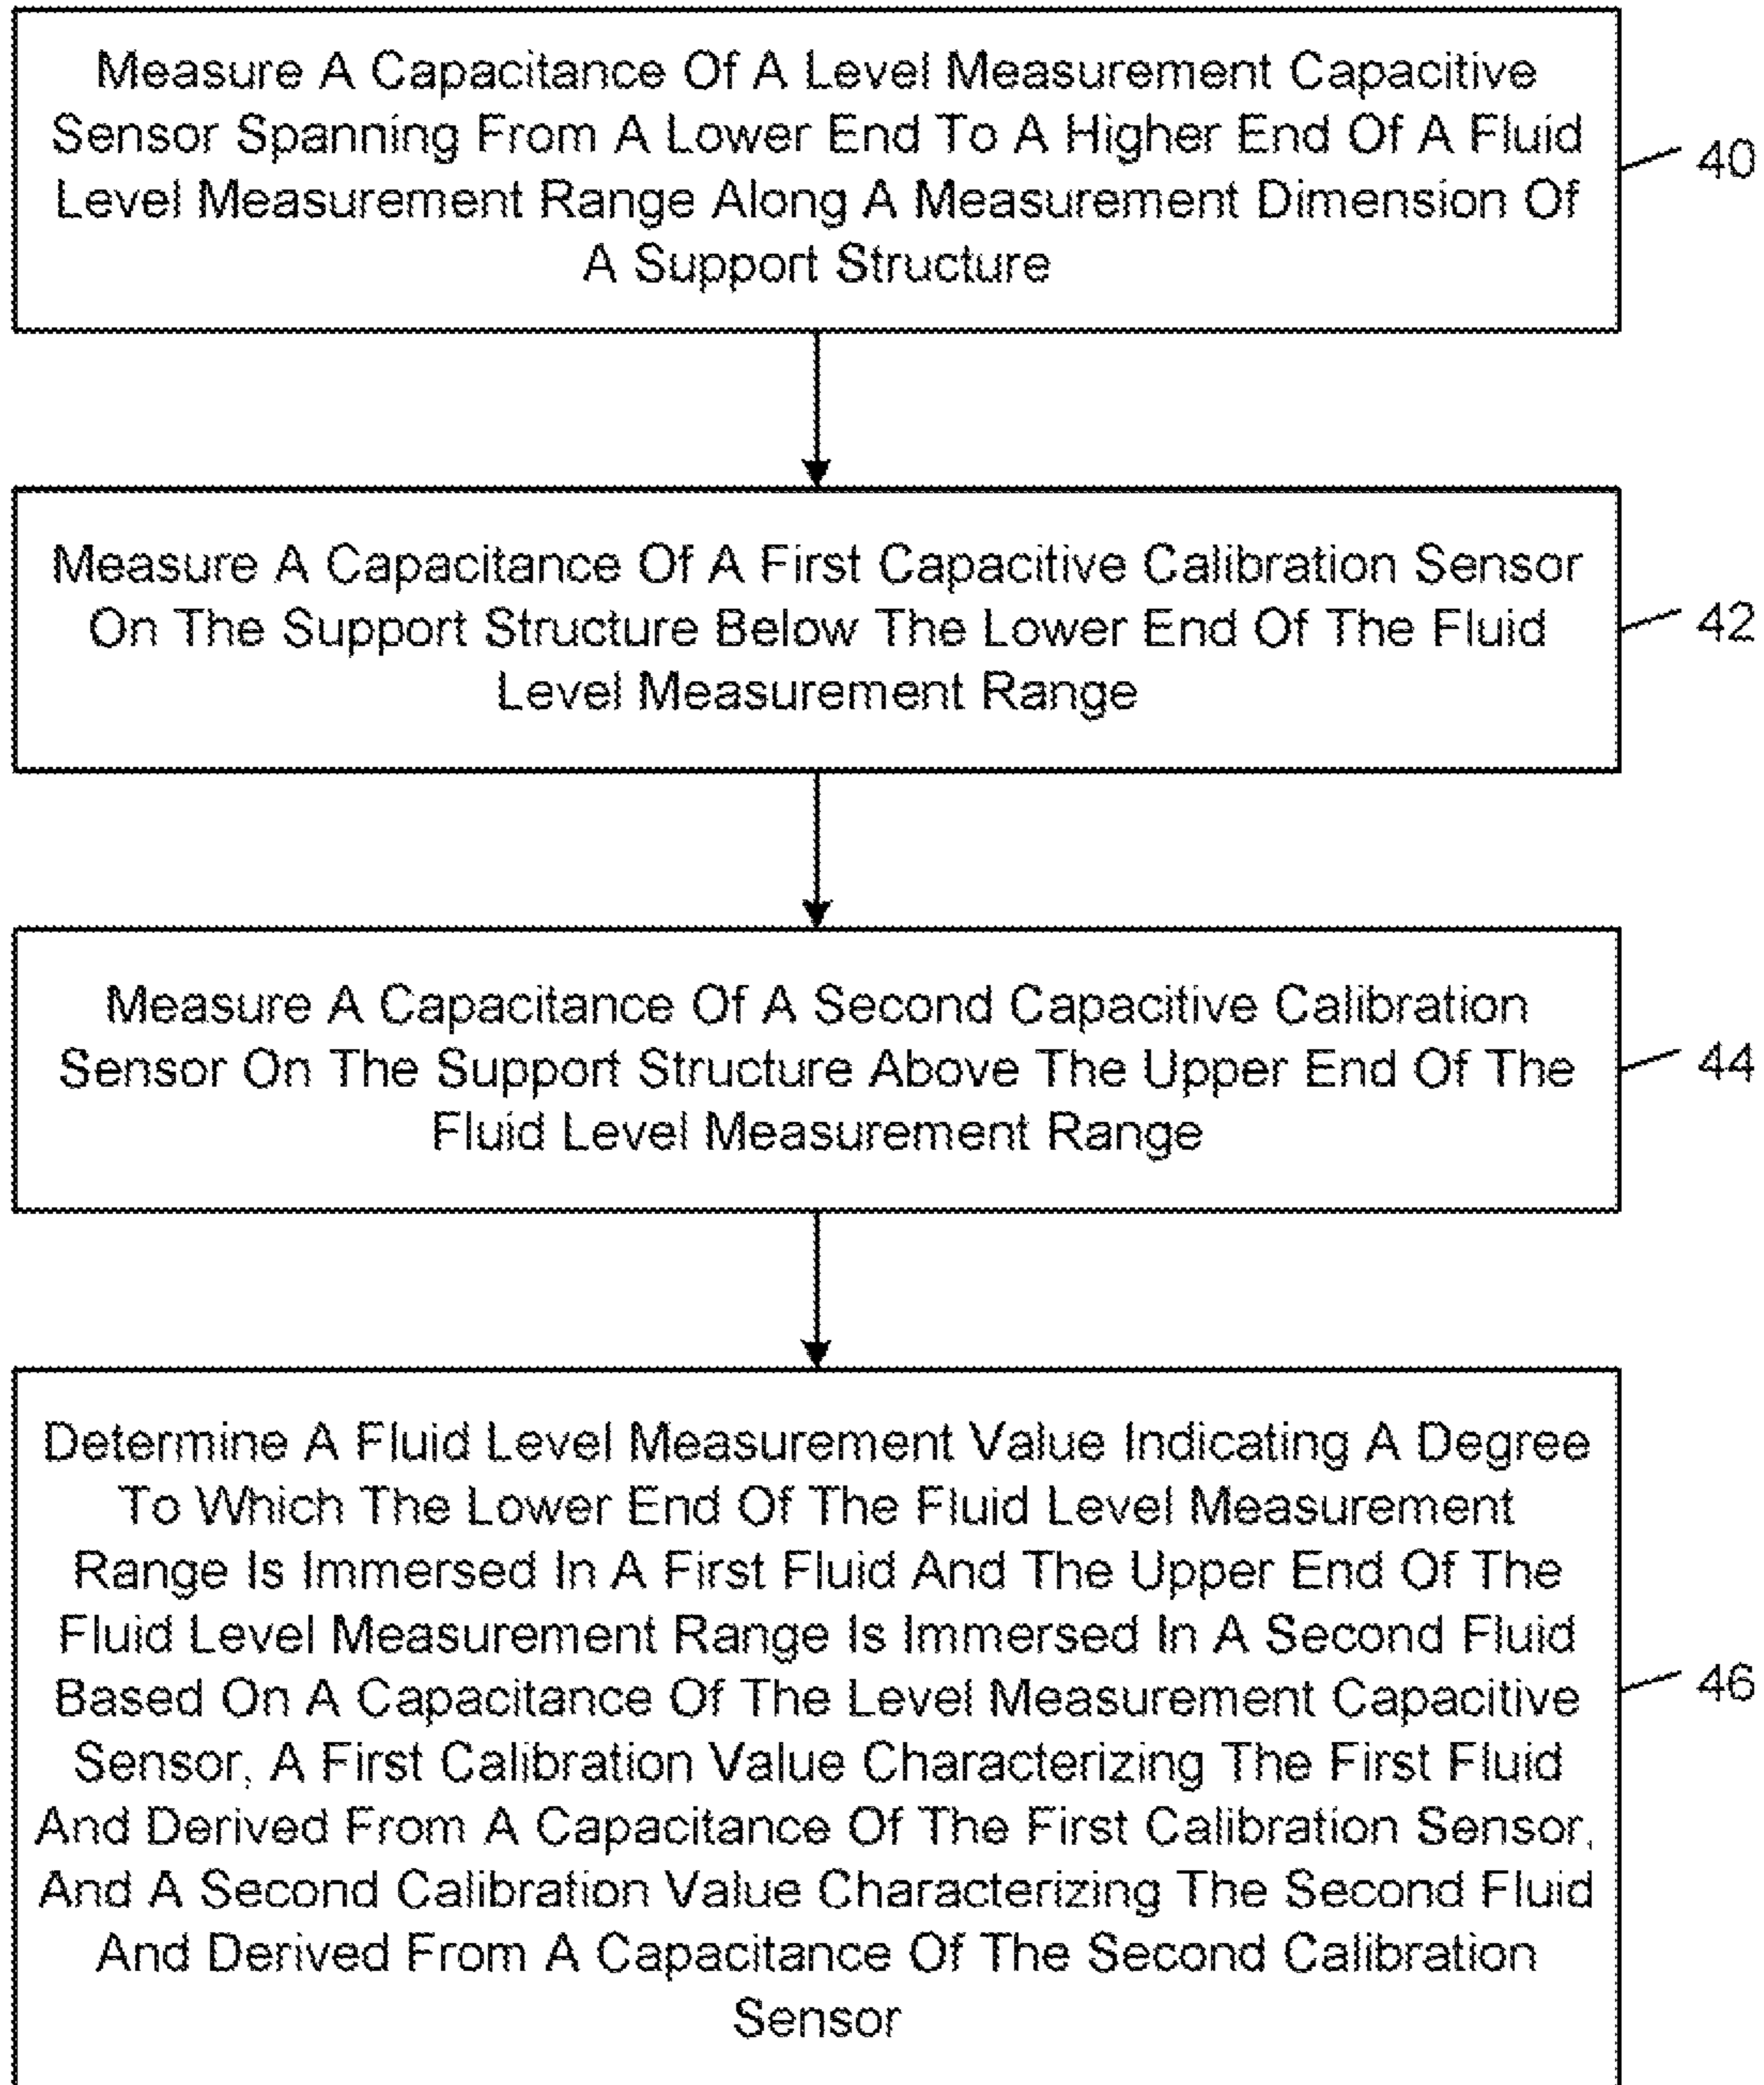 Measure A Capacitance Of A Level Measurement Capacitive
Sensor Spanning From A Lower End To A Higher End Of A Fluid
Level Measurement Range Along A Measurement Dimension Of
A Support Structure
40
Measure A Capacitance Of A First Capacitive Calibration Sensor
On The Support Structure Below The Lower End Of The Fluid
Level Measurement Range
42
Measure A Capacitance Of A Second Capacitive Calibration
Sensor On The Support Structure Above The Upper End Of The
Fluid Level Measurement Range
44
Determine A Fluid Level Measurement Value Indicating A Degree
To Which The Lower End Of The Fluid Level Measurement
Range Is Immersed In A First Fluid And The Upper End Of The
Fluid Level Measurement Range Is Immersed In A Second Fluid
Based On A Capacitance Of The Level Measurement Capacitive
Sensor, A First Calibration Value Characterizing The First Fluid
And Derived From A Capacitance Of The First Calibration Sensor,
And A Second Calibration Value Characterizing The Second Fluid
And Derived From A Capacitance Of The Second Calibration
Sensor
46